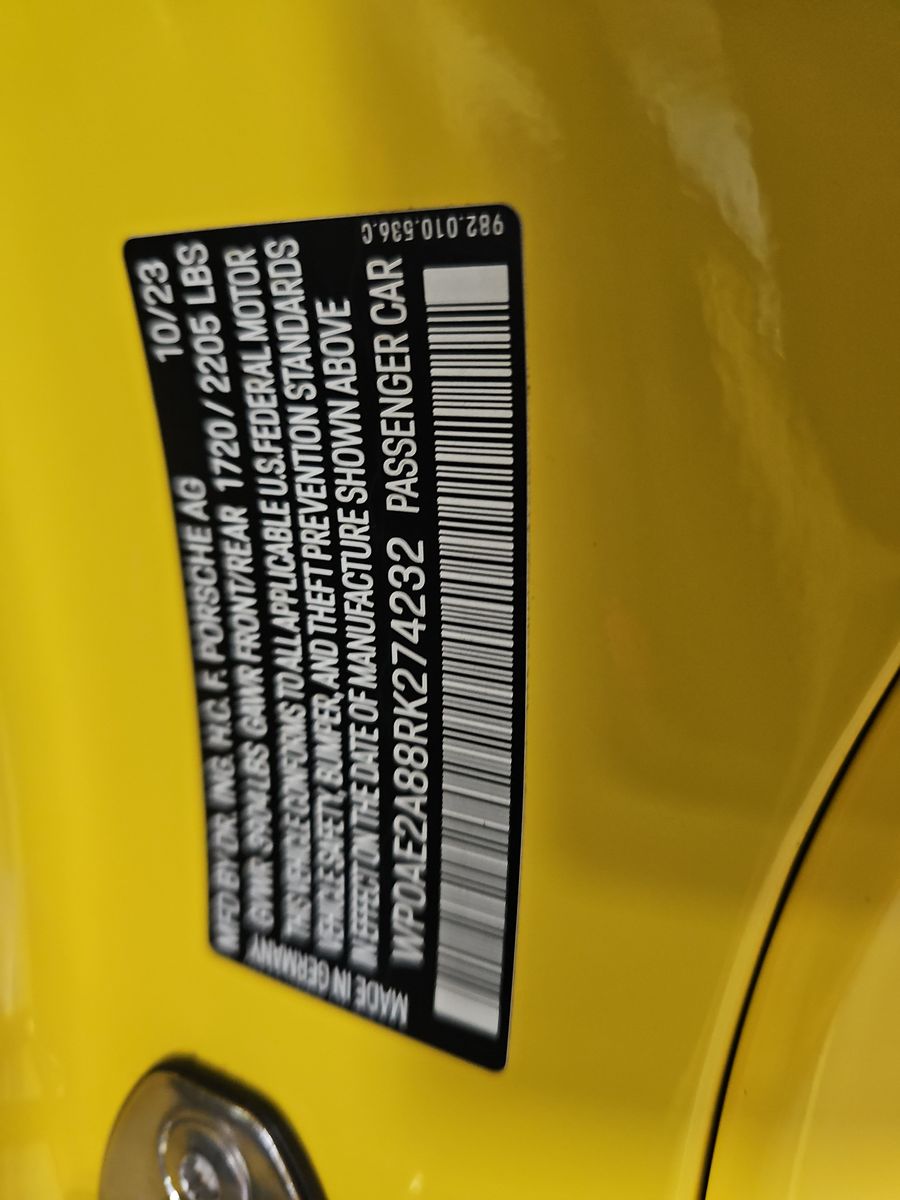 MFD BY DR. ING. h.c. F. PORSCHE AG 10/23
GVWR 3704 LBS GAWR FRONT/REAR 1720 / 2205 LBS
THIS VEHICLE CONFORMS TO ALL APPLICABLE U.S. FEDERAL MOTOR
VEHICLE SAFETY, BUMPER, AND THEFT PREVENTION STANDARDS
IN EFFECT ON THE DATE OF MANUFACTURE SHOWN ABOVE
WP0AE2A88RK274232 PASSENGER CAR
MADE IN GERMANY
982.010.536.C